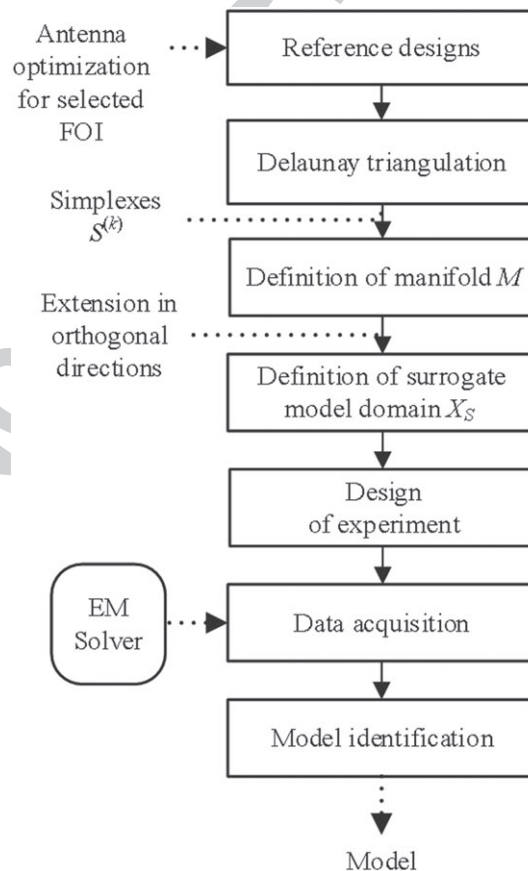 Antenna
optimization
for selected
FOI
Reference designs
Delaunay triangulation
Simplexes
S^(k)
Definition of manifold M
Extension in
orthogonal
directions
Definition of surrogate
model domain X_S
Design
of experiment
EM
Solver
Data acquisition
Model identification
Model